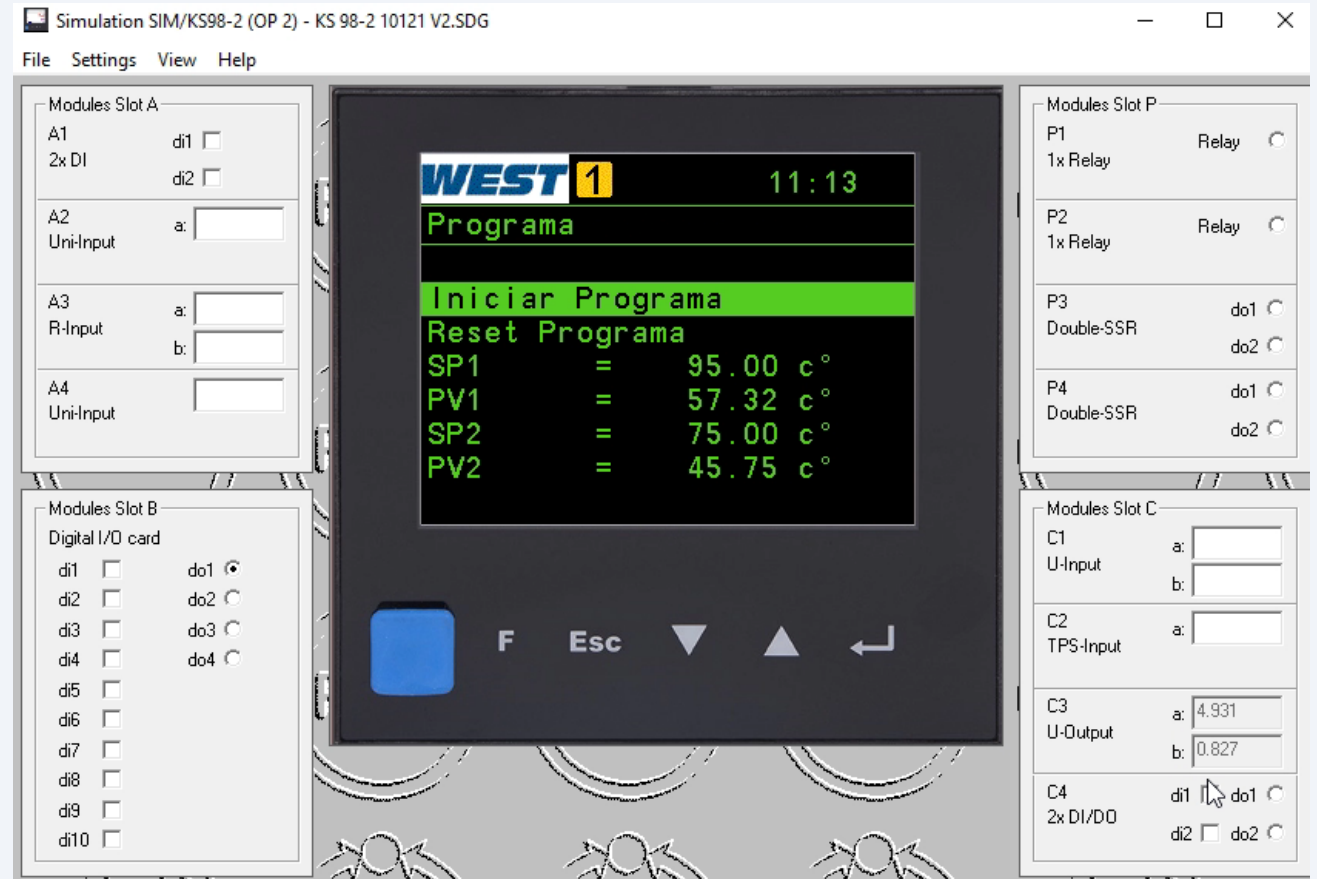 Simulation SIM/KS98-2 (OP 2) - KS 98-2 10121 V2.SDG
File Settings View Help
Modules Slot A
A1
2x DI
di1
di2
A2
Uni-Input
a:
A3
R-Input
a:
b:
A4
Uni-Input
Modules Slot B
Digital I/O card
di1 do1
di2 do2
di3 do3
di4 do4
di5
di6
di7
di8
di9
di10
WEST 1 11:13
Programa
Iniciar Programa
Reset Programa
SP1 = 95.00 c°
PV1 = 57.32 c°
SP2 = 75.00 c°
PV2 = 45.75 c°
F Esc
Modules Slot P
P1
1x Relay
Relay
P2
1x Relay
Relay
P3
Double-SSR
do1
do2
P4
Double-SSR
do1
do2
Modules Slot C
C1
U-Input
a:
b:
C2
TPS-Input
a:
C3
U-Output
a: 4.931
b: 0.827
C4
2x DI/DO
di1 do1
di2 do2